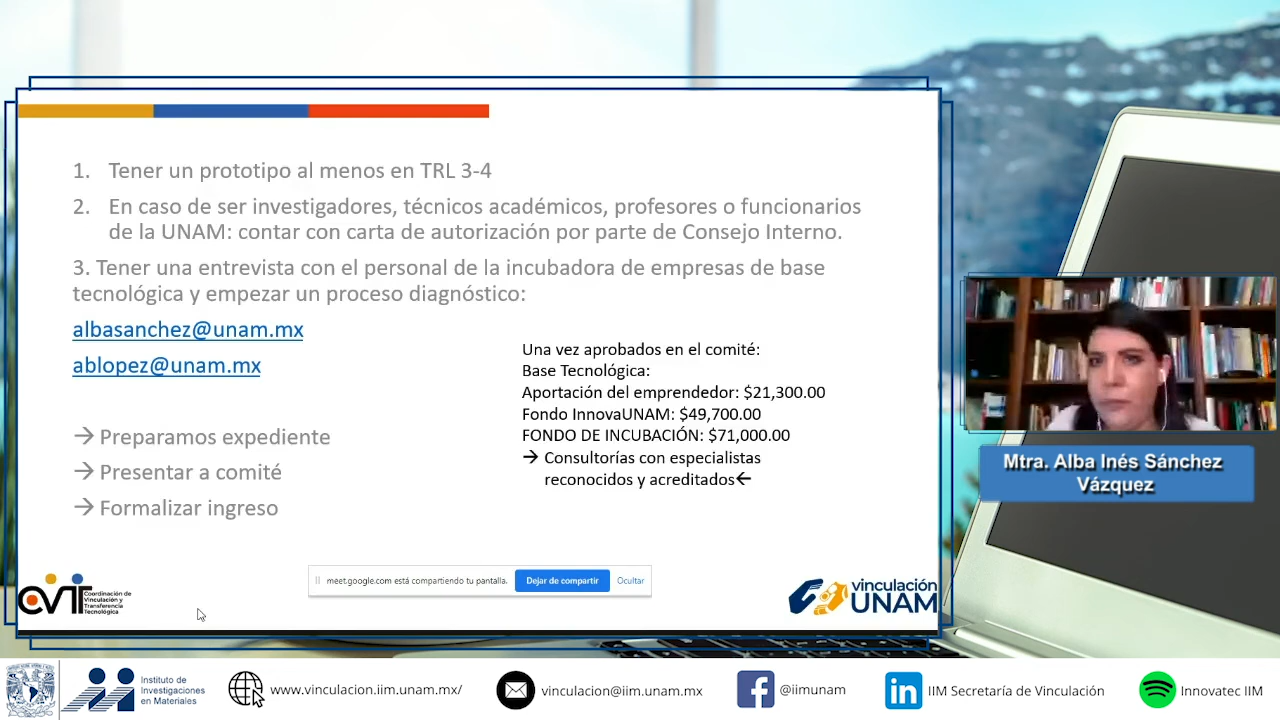 1. Tener un prototipo al menos en TRL 3-4
2. En caso de ser investigadores, técnicos académicos, profesores o funcionarios
de la UNAM: contar con carta de autorización por parte de Consejo Interno.
3. Tener una entrevista con el personal de la incubadora de empresas de base
tecnológica y empezar un proceso diagnóstico:
albasanchez@unam.mx
ablopez@unam.mx
→ Preparamos expediente
→ Presentar a comité
→ Formalizar ingreso
Una vez aprobados en el comité:
Base Tecnológica:
Aportación del emprendedor: $21,300.00
Fondo InnovaUNAM: $49,700.00
FONDO DE INCUBACIÓN: $71,000.00
→ Consultorías con especialistas
reconocidos y acreditados←
Mtra. Alba Inés Sánchez
Vázquez
CVTT
Coordinación de
Vinculación y
Transferencia
Tecnológica
meet.google.com está compartiendo tu pantalla.
Dejar de compartir
Ocultar
vinculación
UNAM
Instituto de
Investigaciones
en Materiales
www.vinculacion.iim.unam.mx/
vinculacion@iim.unam.mx
@iimunam
in
IIM Secretaría de Vinculación
Innovatec IIM